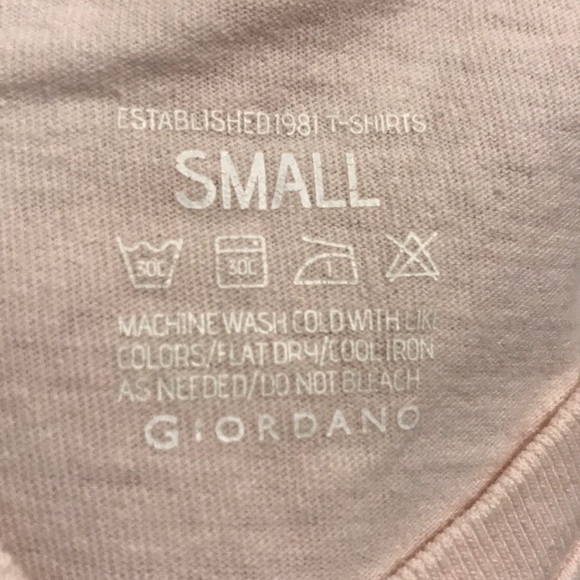 ESTABLISHED 1981 T-SHIRTS
SMALL
30C 30C 1
MACHINE WASH COLD WITH LIKE
COLORS/FLAT DRY/COOL IRON
AS NEEDED/DO NOT BLEACH
GIORDANO